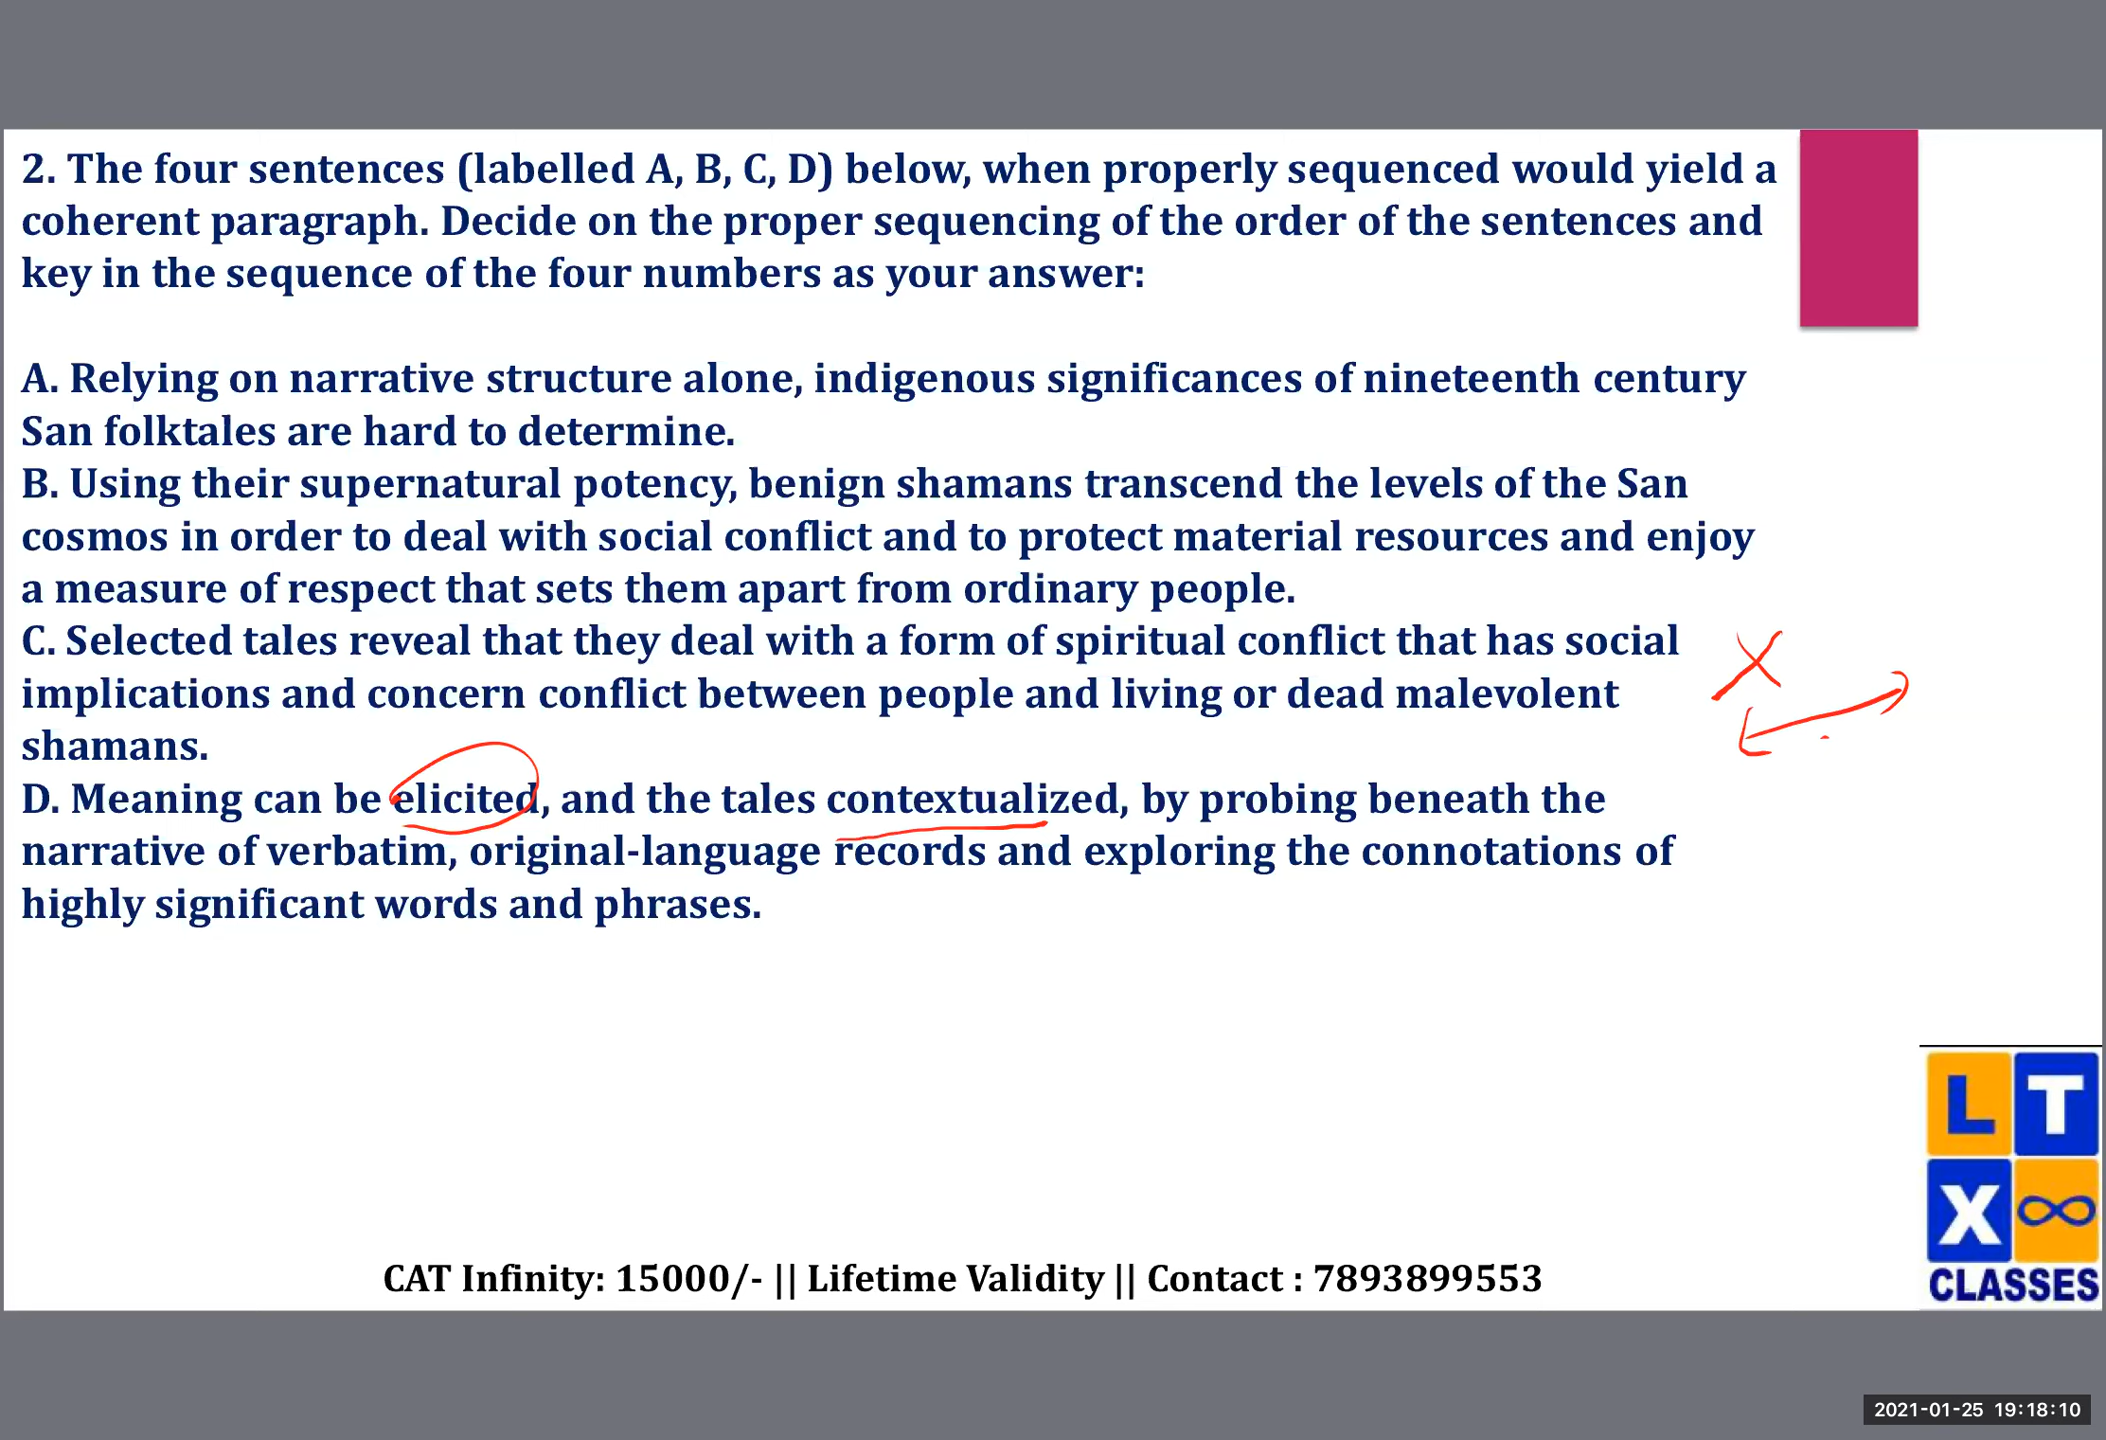 2. The four sentences (labelled A, B, C, D) below, when properly sequenced would yield a
coherent paragraph. Decide on the proper sequencing of the order of the sentences and
key in the sequence of the four numbers as your answer:
A. Relying on narrative structure alone, indigenous significances of nineteenth century
San folktales are hard to determine.
B. Using their supernatural potency, benign shamans transcend the levels of the San
cosmos in order to deal with social conflict and to protect material resources and enjoy
a measure of respect that sets them apart from ordinary people.
C. Selected tales reveal that they deal with a form of spiritual conflict that has social
implications and concern conflict between people and living or dead malevolent
shamans.
D. Meaning can be elicited, and the tales contextualized, by probing beneath the
narrative of verbatim, original-language records and exploring the connotations of
highly significant words and phrases.
L T
X ∞
CLASSES
CAT Infinity: 15000/- || Lifetime Validity || Contact : 7893899553
2021-01-25 19:18:10